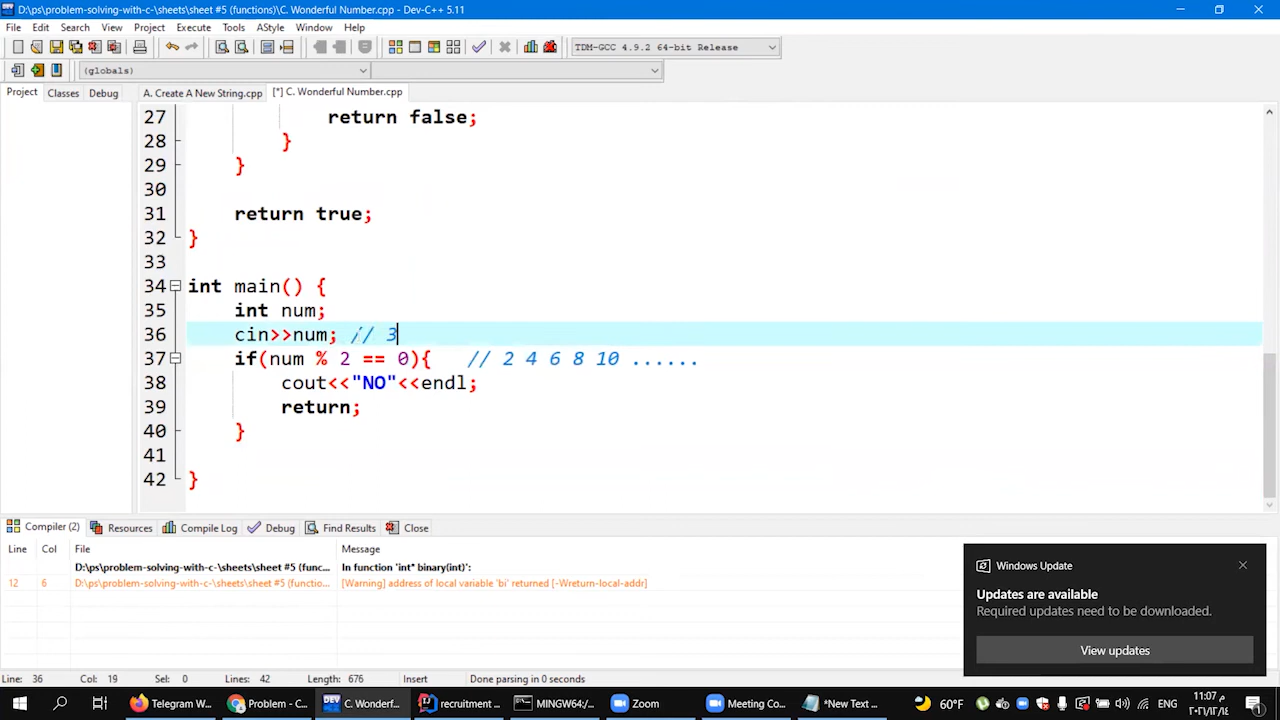 D:\ps\problem-solving-with-c-\sheets\sheet #5 (functions)\C. Wonderful Number.cpp - Dev-C++ 5.11
File Edit Search View Project Execute Tools AStyle Window Help
TDM-GCC 4.9.2 64-bit Release
(globals)
Project Classes Debug A. Create A New String.cpp [*] C. Wonderful Number.cpp
27 return false;
28 }
29 }
30
31 return true;
32 }
33
34 int main() {
35 int num;
36 cin>>num; // 3
37 if(num % 2 == 0){ // 2 4 6 8 10 ......
38 cout<<"NO"<<endl;
39 return;
40 }
41
42 }
Compiler (2) Resources Compile Log Debug Find Results Close
Line Col File Message
D:\ps\problem-solving-with-c-\sheets\sheet #5 (func... In function 'int* binary(int)':
12 6 D:\ps\problem-solving-with-c-\sheets\sheet #5 (functio... [Warning] address of local variable 'bi' returned [-Wreturn-local-addr]
Windows Update
Updates are available
Required updates need to be downloaded.
View updates
Line: 36 Col: 19 Sel: 0 Lines: 42 Length: 676 Insert Done parsing in 0 seconds
Telegram W... Problem - C... DEV C. Wonderf... recruitment ... MINGW64:/... Zoom Meeting Co... *New Text ... 60°F ENG 11:07
٢٠٢١/١٢/١٤